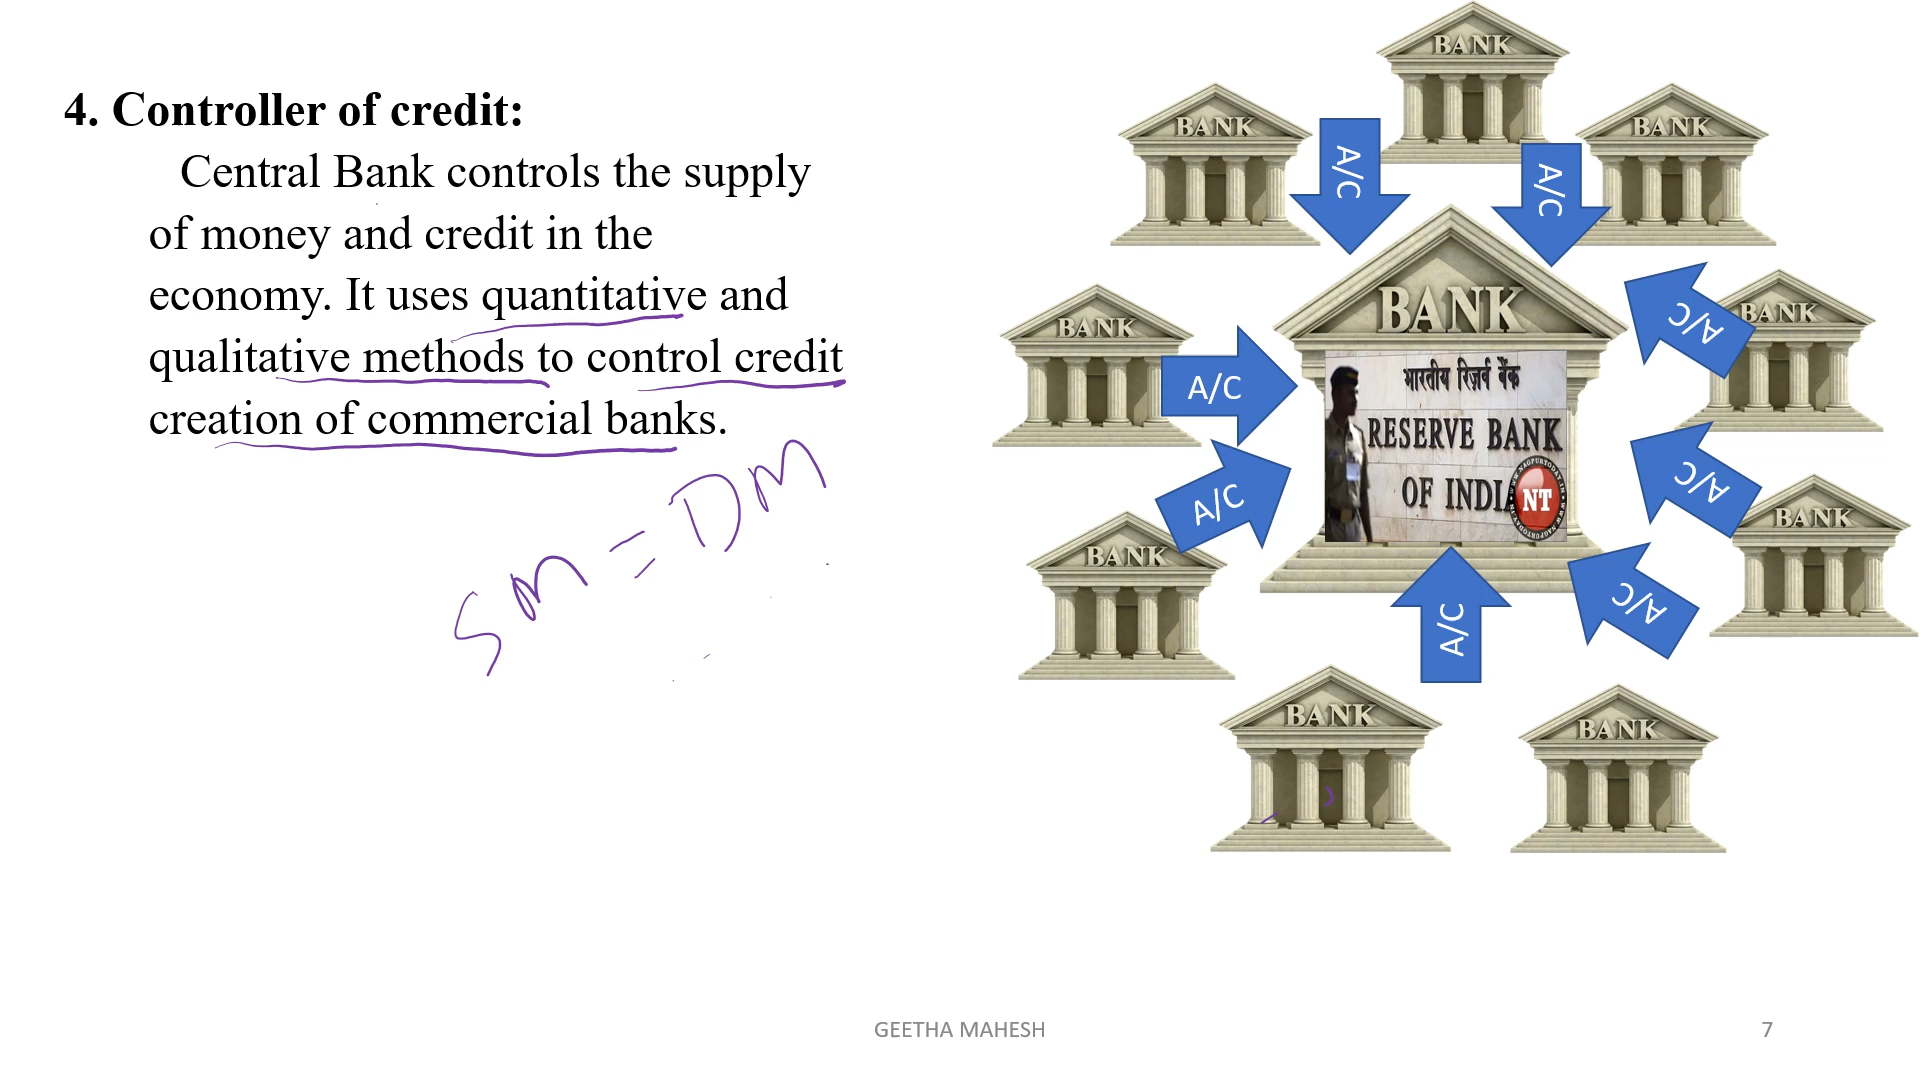 4. Controller of credit:
Central Bank controls the supply
of money and credit in the
economy. It uses quantitative and
qualitative methods to control credit
creation of commercial banks.
SM = DM
BANK
BANK
BANK
A/C
A/C
BANK
A/C
BANK
BANK
A/C
A/C
भारतीय रिज़र्व बैंक
RESERVE BANK
OF INDIA
NT
BANK
A/C
A/C
BANK
A/C
BANK
A/C
BANK
BANK
GEETHA MAHESH
7